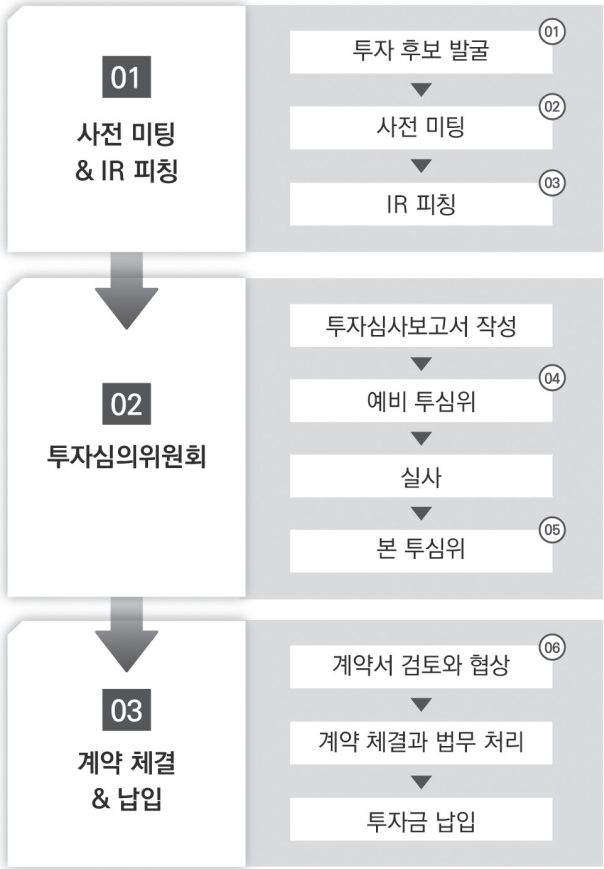 01
사전 미팅
& IR 피칭
01
투자 후보 발굴
02
사전 미팅
03
IR 피칭
02
투자심의위원회
투자심사보고서 작성
04
예비 투심위
실사
05
본 투심위
03
계약 체결
& 납입
06
계약서 검토와 협상
계약 체결과 법무 처리
투자금 납입